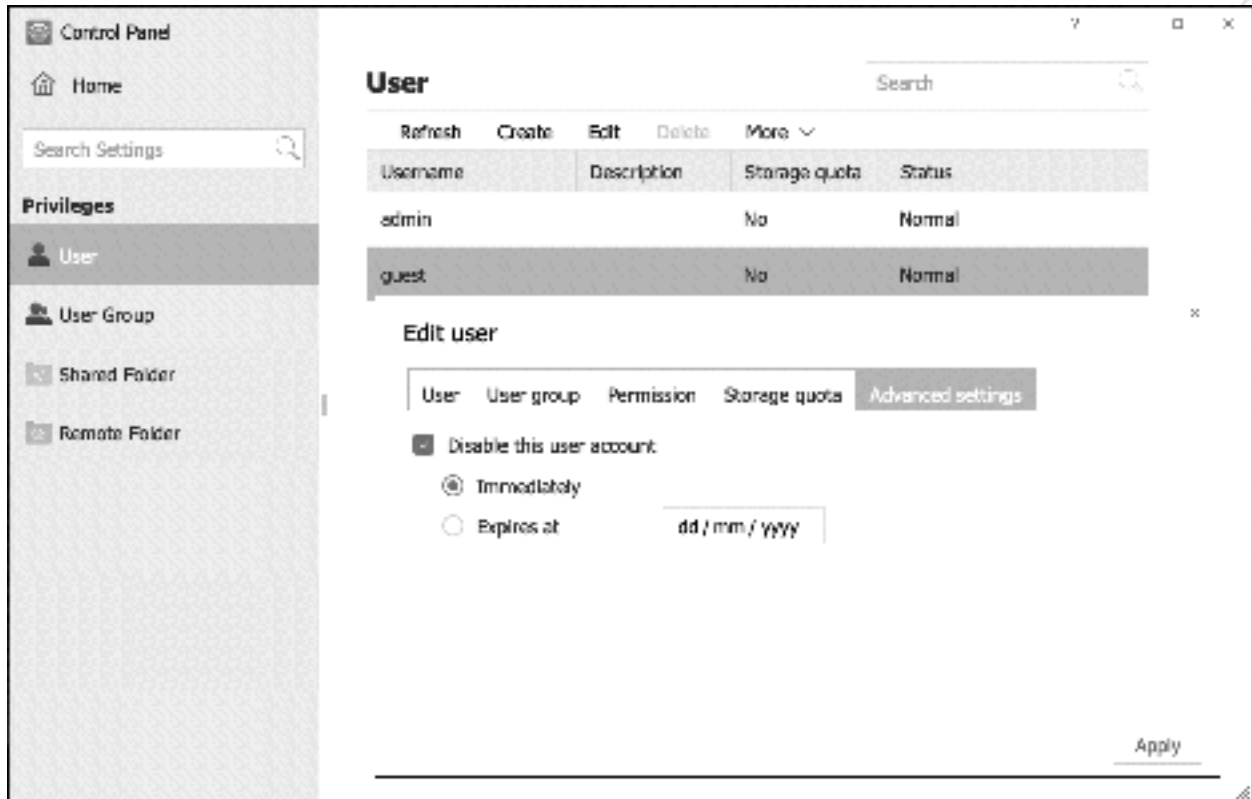 Control Panel
?
Home
User
Search
Search Settings
Refresh Create Edit Delete More
Username Description Storage quota Status
Privileges
admin No Normal
User
guest No Normal
User Group
Edit user
Shared Folder
User User group Permission Storage quota Advanced settings
Remote Folder
Disable this user account
Immediately
Expires at dd / mm / yyyy
Apply